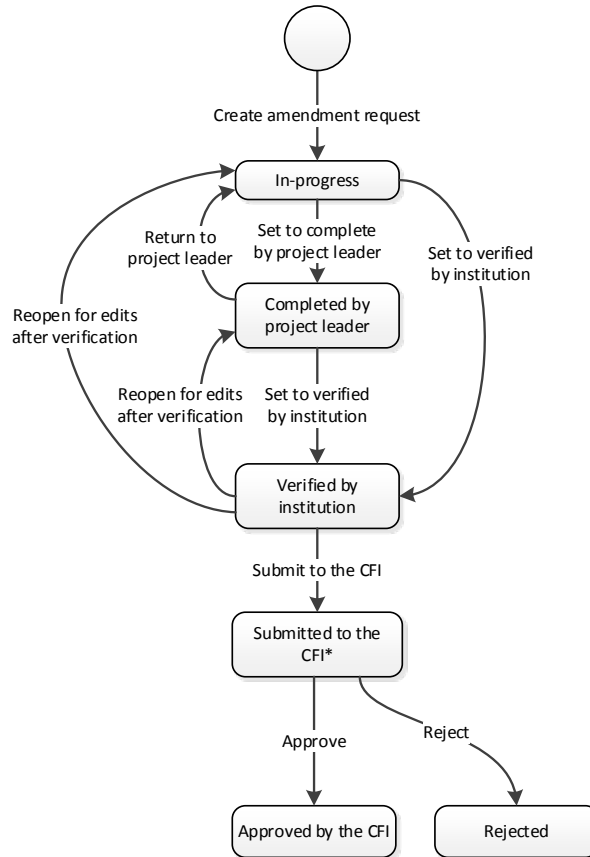 Create amendment request
In-progress
Return to
project leader
Set to complete
by project leader
Set to verified
by institution
Reopen for edits
after verification
Completed by
project leader
Reopen for edits
after verification
Set to verified
by institution
Verified by
institution
Submit to the CFI
Submitted to the
CFI*
Approve
Reject
Approved by the CFI
Rejected